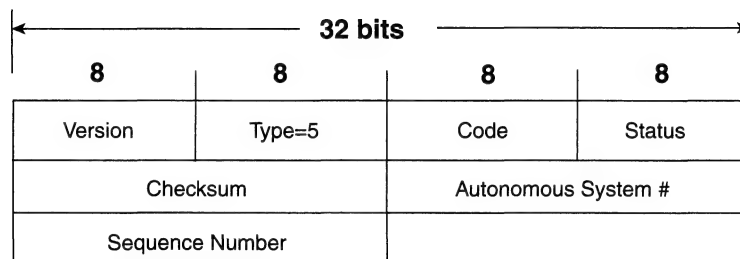 32 bits
8 8 8 8
Version Type=5 Code Status
Checksum Autonomous System #
Sequence Number